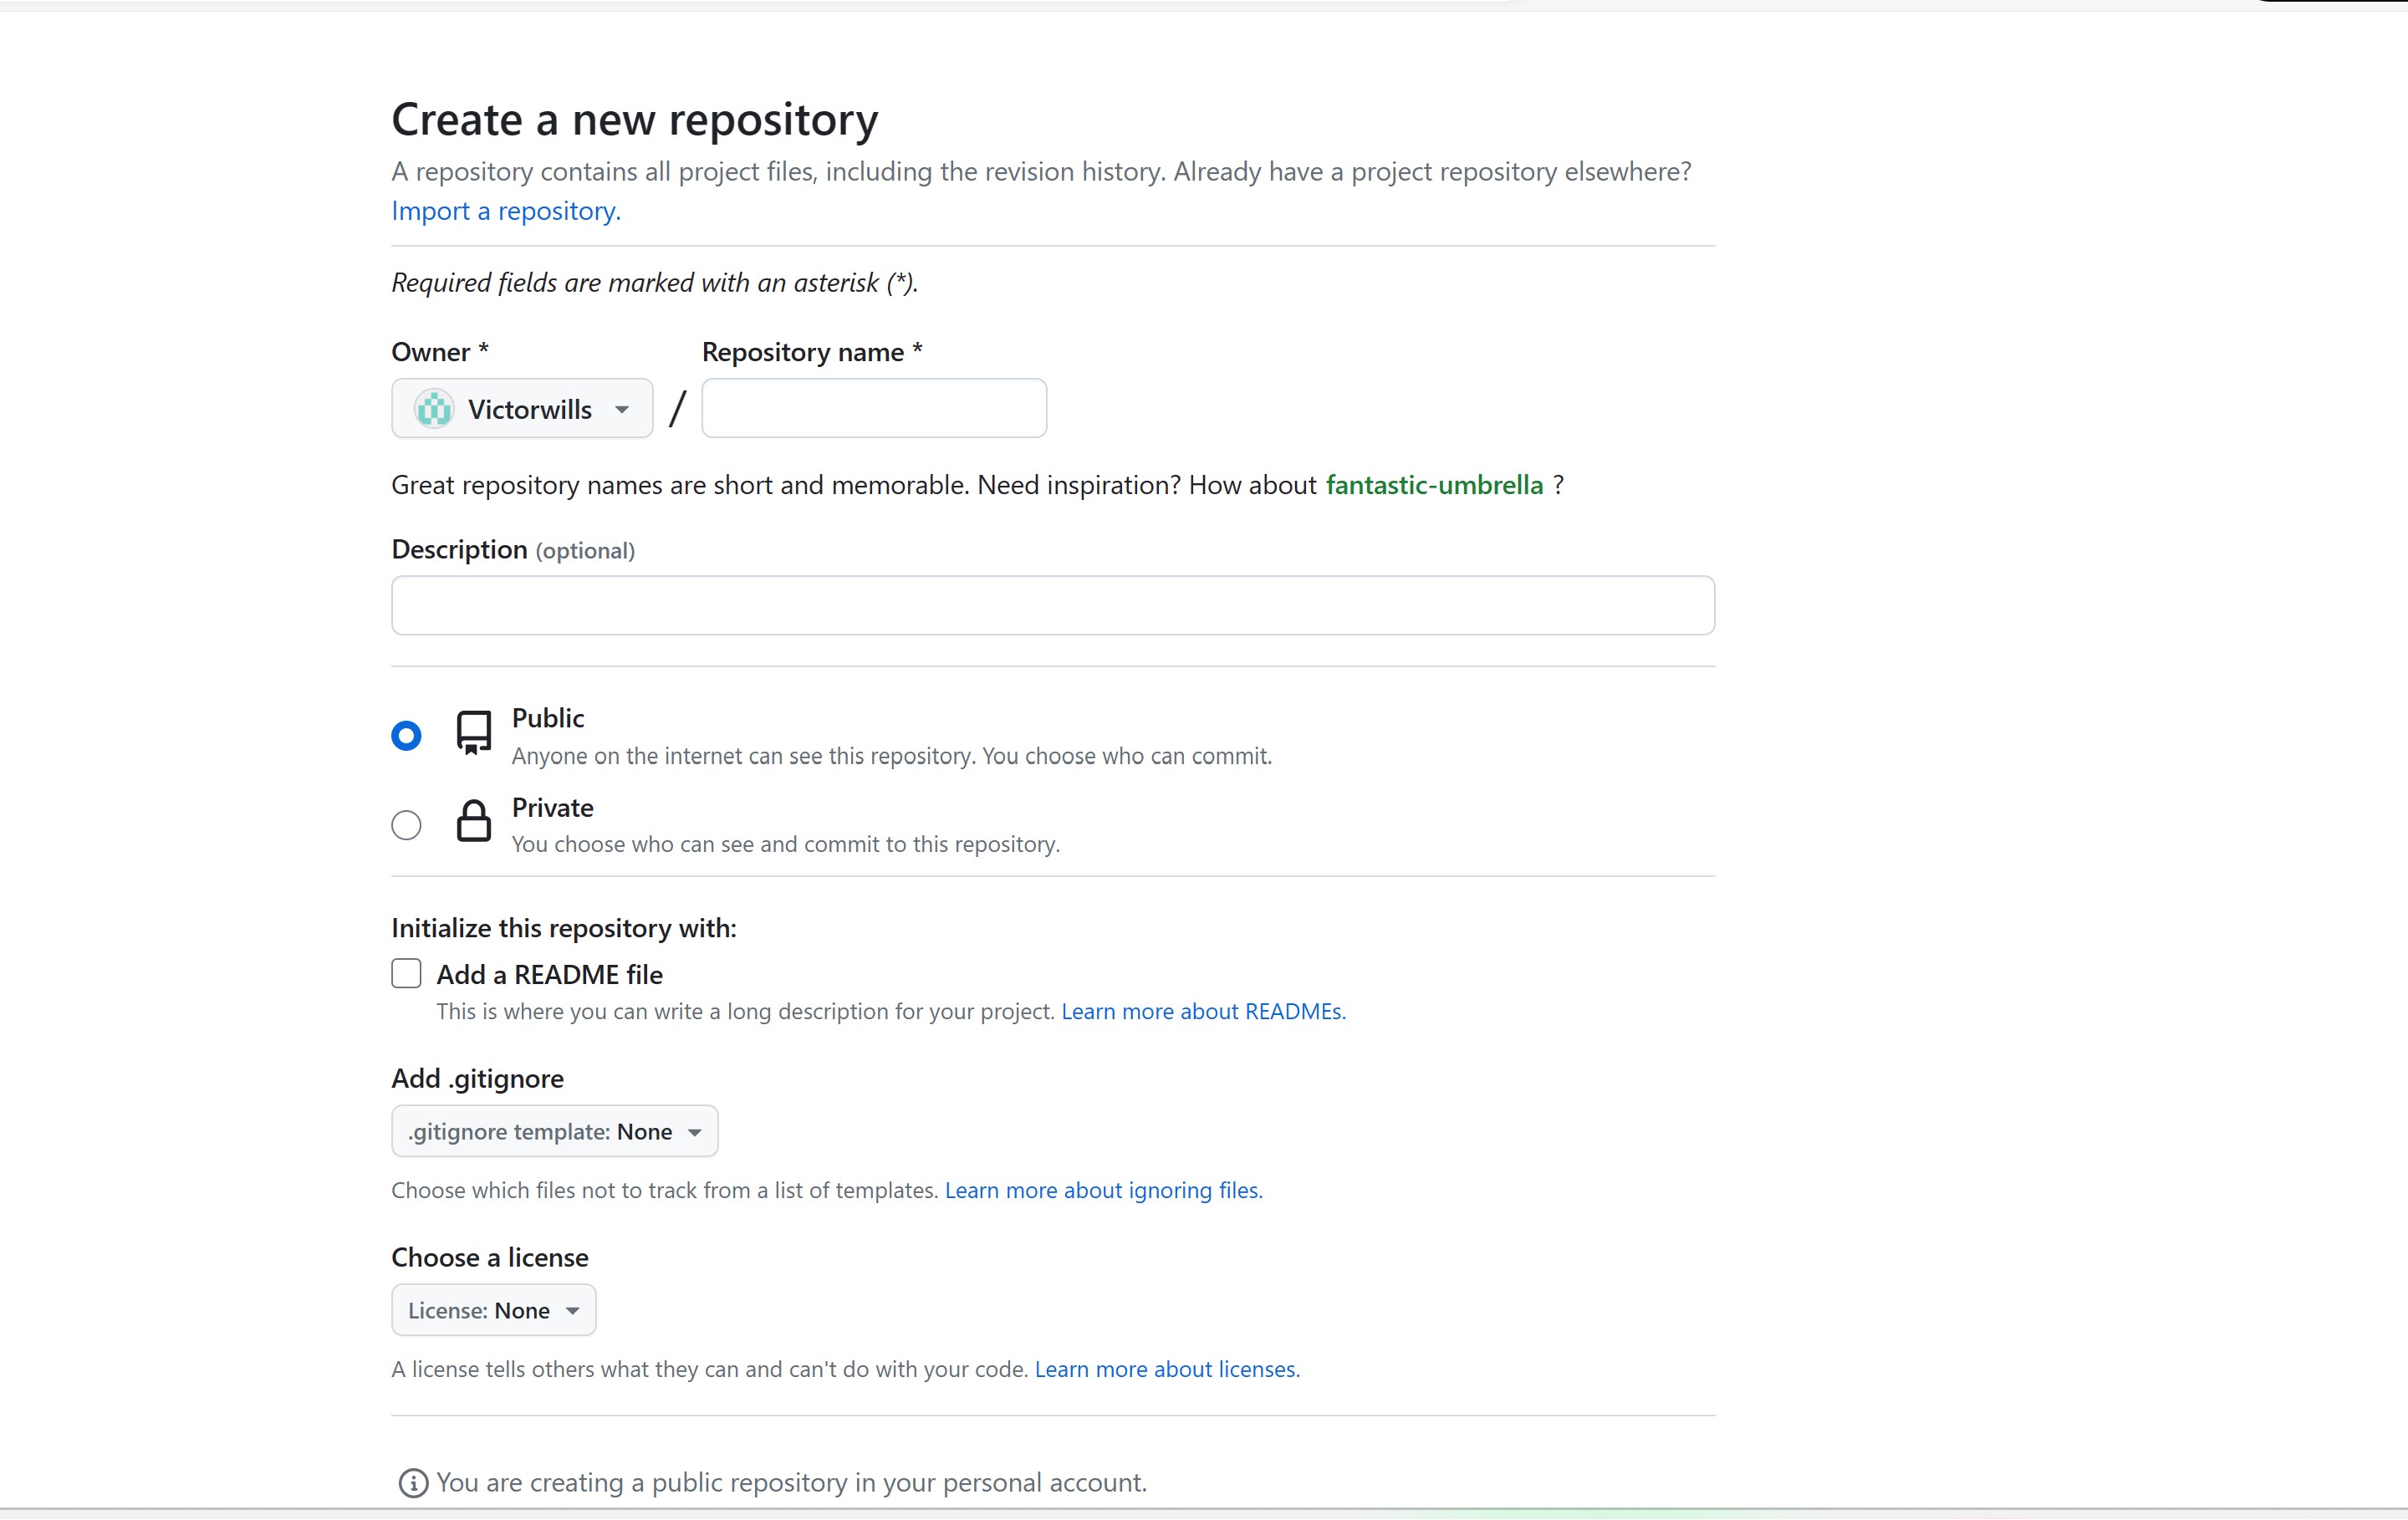 Create a new repository
A repository contains all project files, including the revision history. Already have a project repository elsewhere?
Import a repository.
Required fields are marked with an asterisk (*).
Owner * Repository name *
Victorwills /
Great repository names are short and memorable. Need inspiration? How about fantastic-umbrella ?
Description (optional)
Public
Anyone on the internet can see this repository. You choose who can commit.
Private
You choose who can see and commit to this repository.
Initialize this repository with:
Add a README file
This is where you can write a long description for your project. Learn more about READMEs.
Add .gitignore
.gitignore template: None
Choose which files not to track from a list of templates. Learn more about ignoring files.
Choose a license
License: None
A license tells others what they can and can't do with your code. Learn more about licenses.
You are creating a public repository in your personal account.